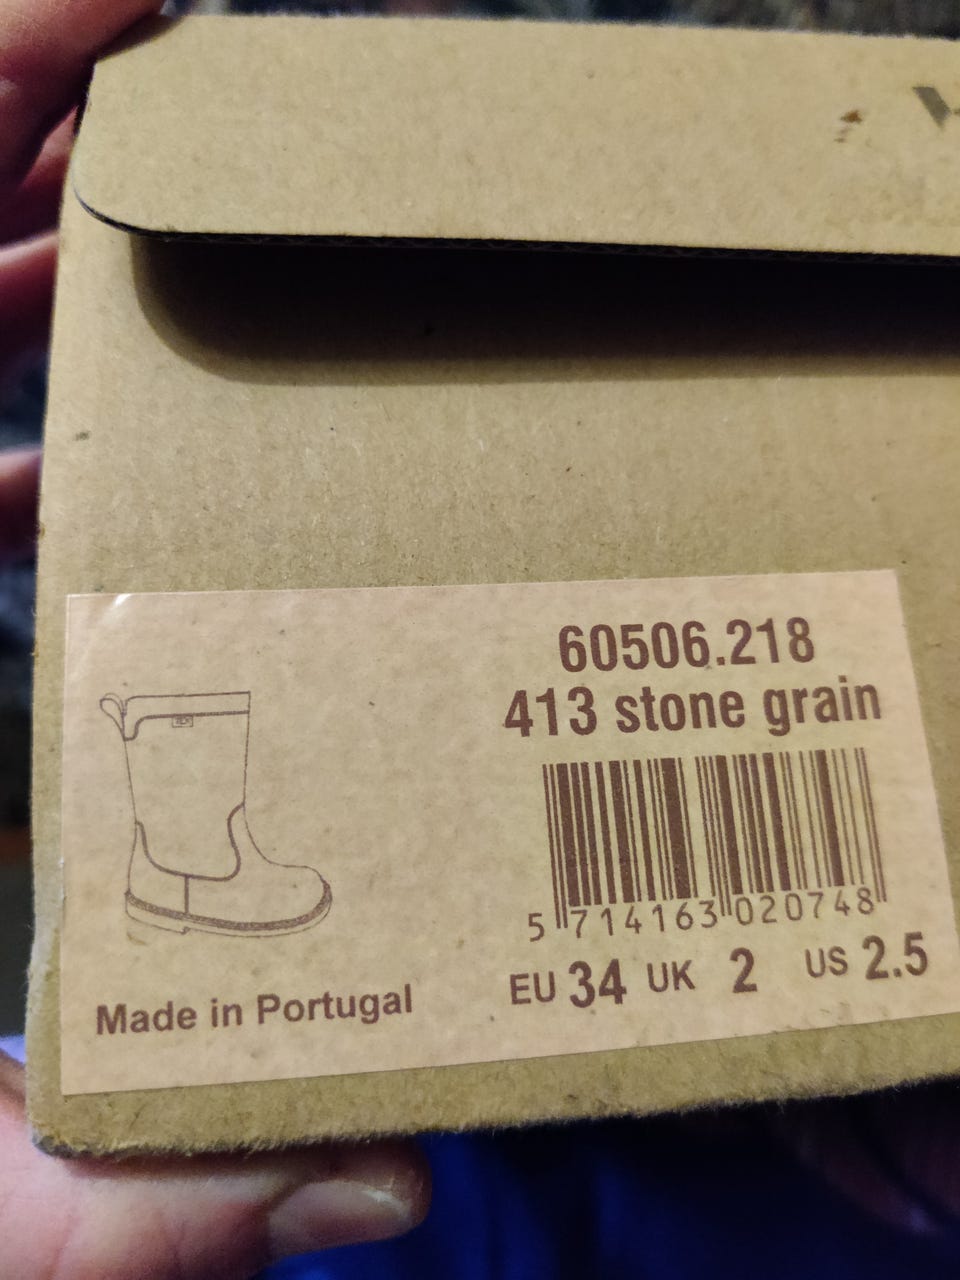 60506.218
413 stone grain
5 714163 020748
EU 34 UK 2 US 2.5
Made in Portugal